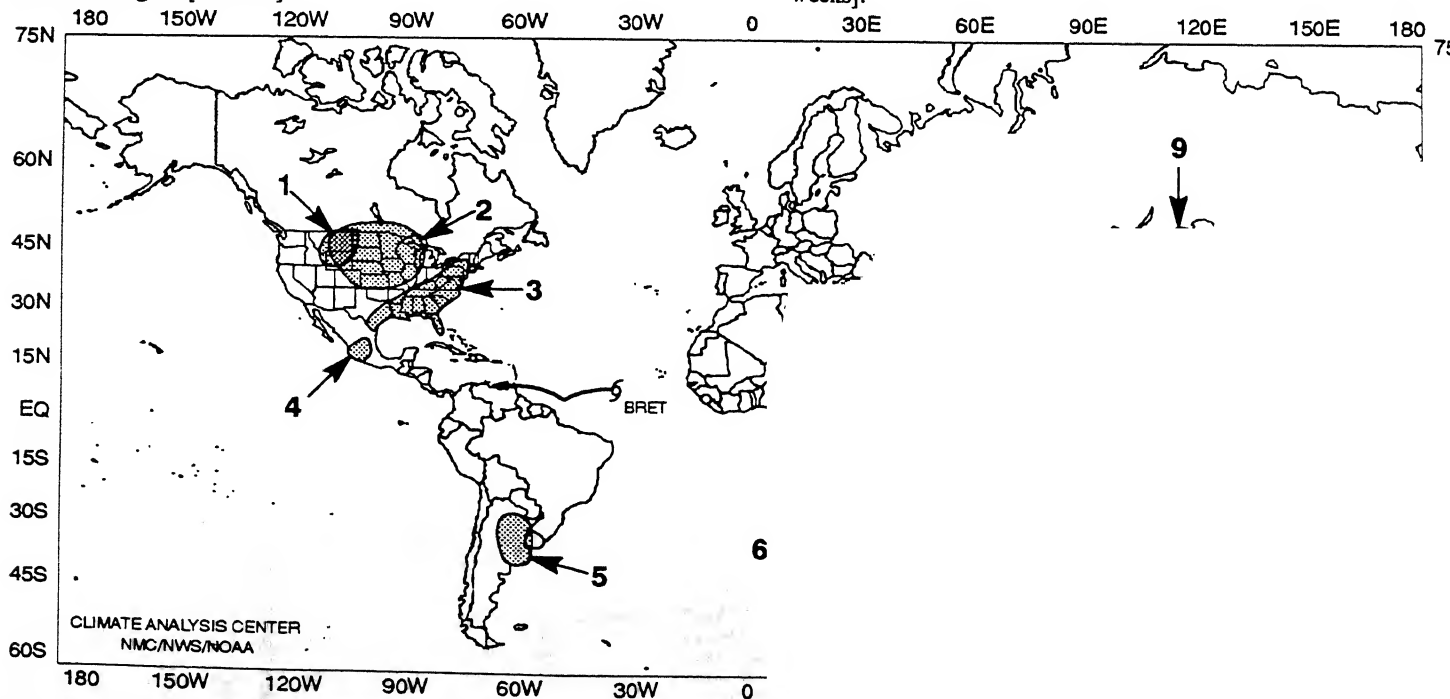 180 150W 120W 90W 60W 30W 0 30E 60E 90E 120E 150E 180
75N 75
60N
9
1
2
45N
3
30N
15N
4
EQ
BRET
15S
30S
6
45S
5
CLIMATE ANALYSIS CENTER
NMC/NWS/NOAA
60S
180 150W 120W 90W 60W 30W 0